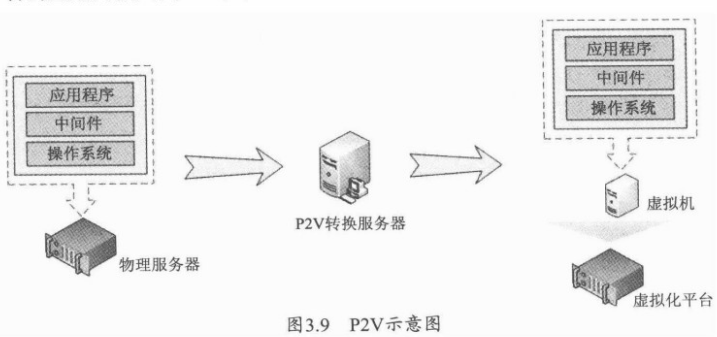 应用程序
中间件
操作系统
物理服务器
P2V转换服务器
应用程序
中间件
操作系统
虚拟机
虚拟化平台
图3.9 P2V示意图